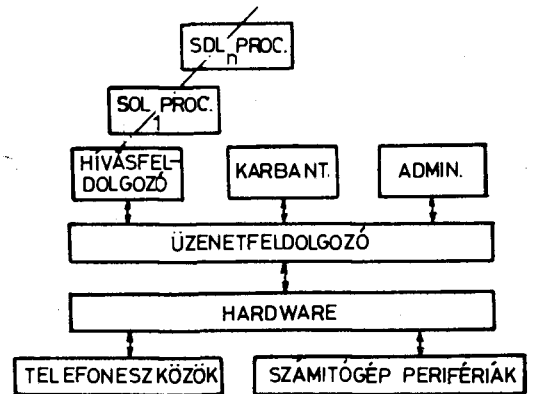 SDL PROC.
n
SOL PROC.
1
HÍVÁSFEL-
DOLGOZÓ
KARBANT.
ADMIN.
ÜZENETFELDOLGOZÓ
HARDWARE
TELEFONESZKÖZÖK
SZÁMITÓGÉP PERIFÉRIÁK